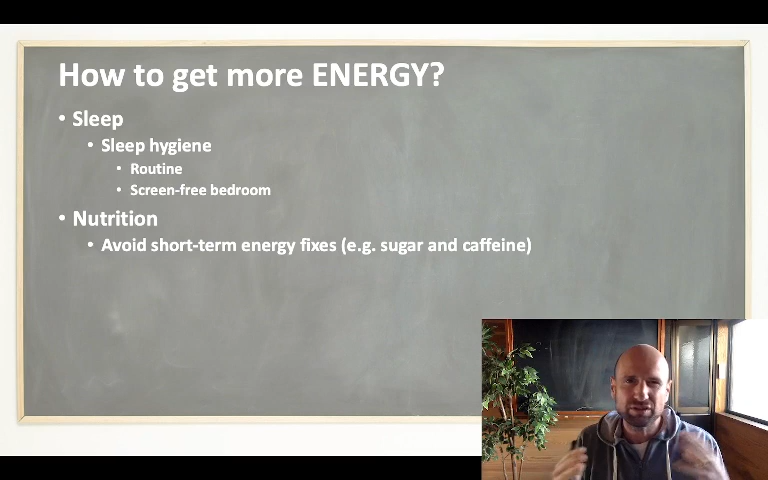 How to get more ENERGY?
• Sleep
• Sleep hygiene
• Routine
• Screen-free bedroom
• Nutrition
• Avoid short-term energy fixes (e.g. sugar and caffeine)